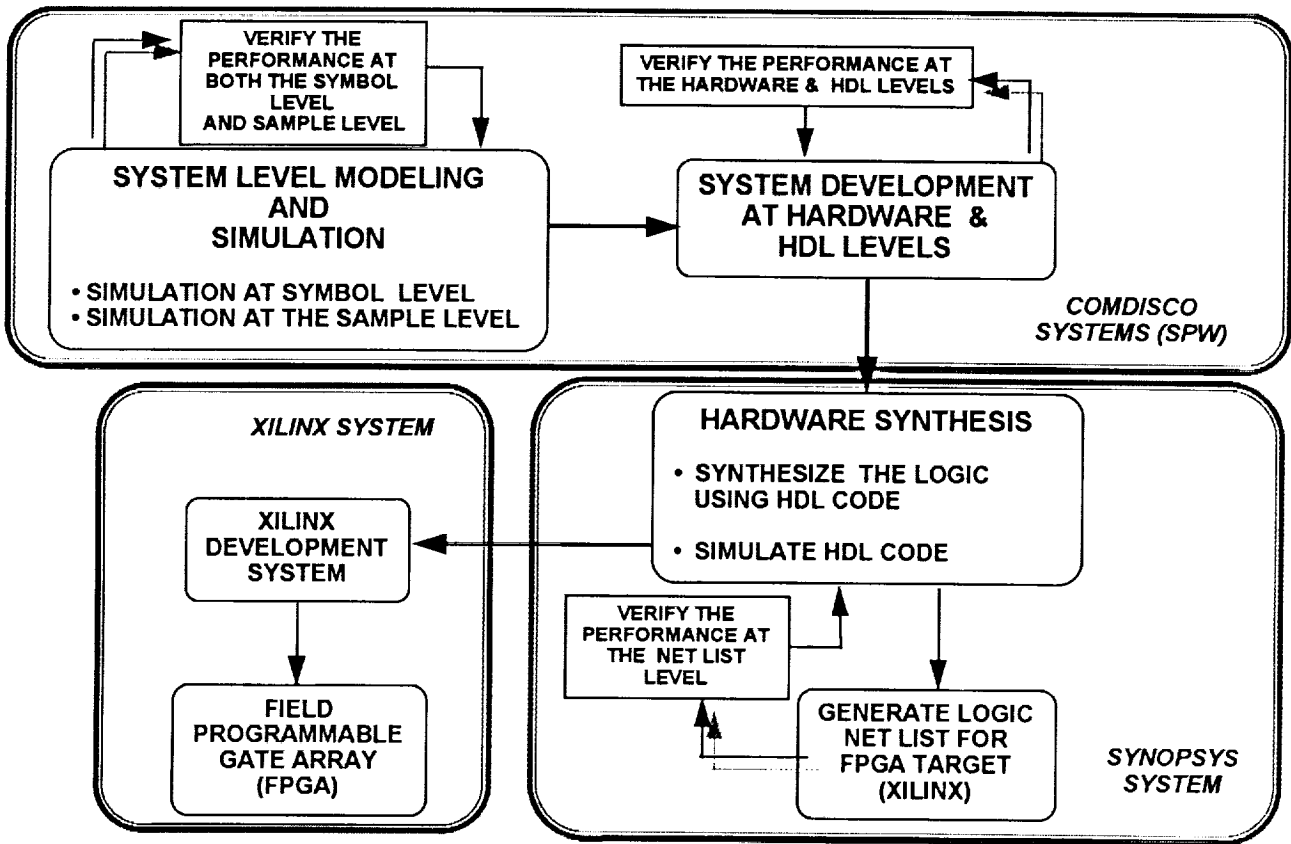 VERIFY THE
PERFORMANCE AT
BOTH THE SYMBOL
LEVEL
AND SAMPLE LEVEL
VERIFY THE PERFORMANCE AT
THE HARDWARE & HDL LEVELS
SYSTEM LEVEL MODELING
AND
SIMULATION
• SIMULATION AT SYMBOL LEVEL
• SIMULATION AT THE SAMPLE LEVEL
SYSTEM DEVELOPMENT
AT HARDWARE &
HDL LEVELS
COMDISCO
SYSTEMS (SPW)
XILINX SYSTEM
XILINX
DEVELOPMENT
SYSTEM
FIELD
PROGRAMMABLE
GATE ARRAY
(FPGA)
HARDWARE SYNTHESIS
• SYNTHESIZE THE LOGIC
USING HDL CODE
• SIMULATE HDL CODE
VERIFY THE
PERFORMANCE AT
THE NET LIST
LEVEL
GENERATE LOGIC
NET LIST FOR
FPGA TARGET
(XILINX)
SYNOPSYS
SYSTEM